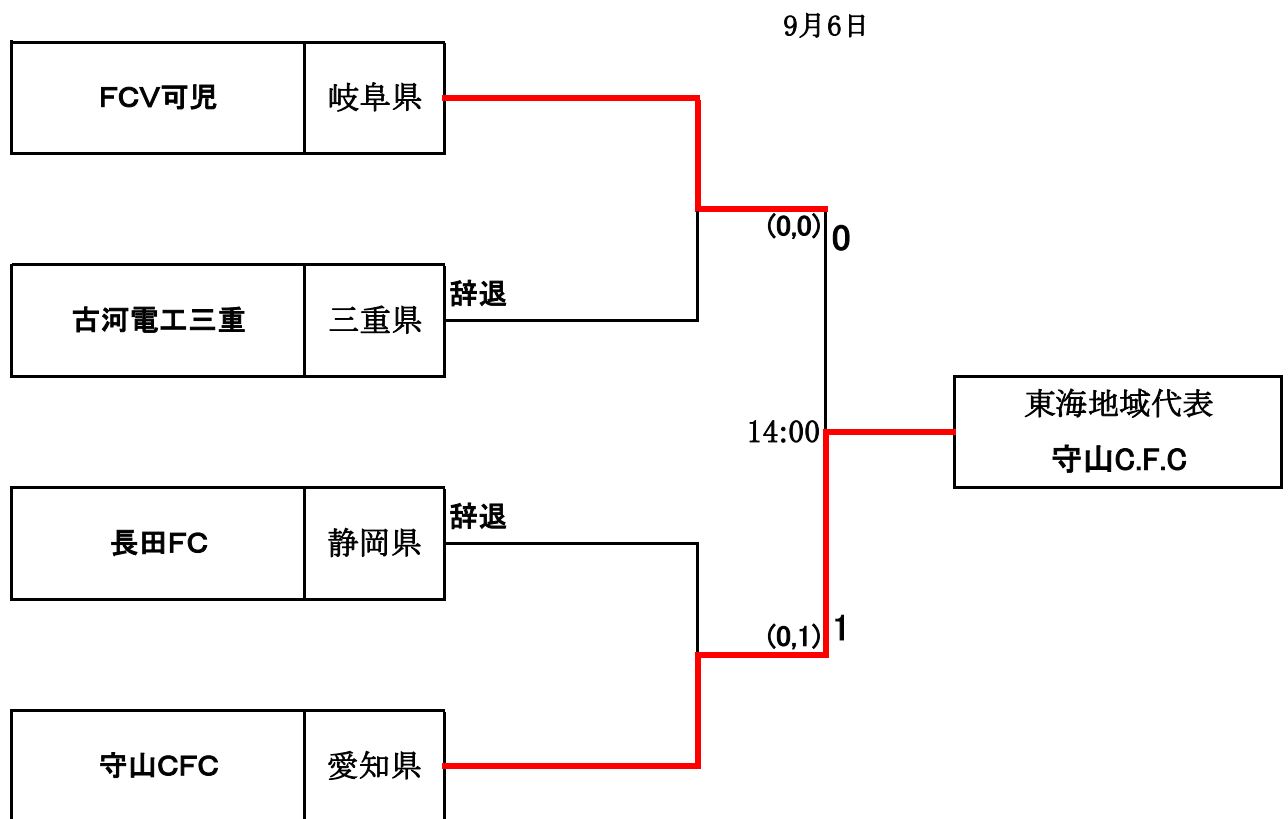 9月6日
FCV可児 岐阜県
(0,0) 0
古河電工三重 三重県 辞退
東海地域代表
14:00
守山C.F.C
長田FC 静岡県 辞退
(0,1) 1
守山CFC 愛知県